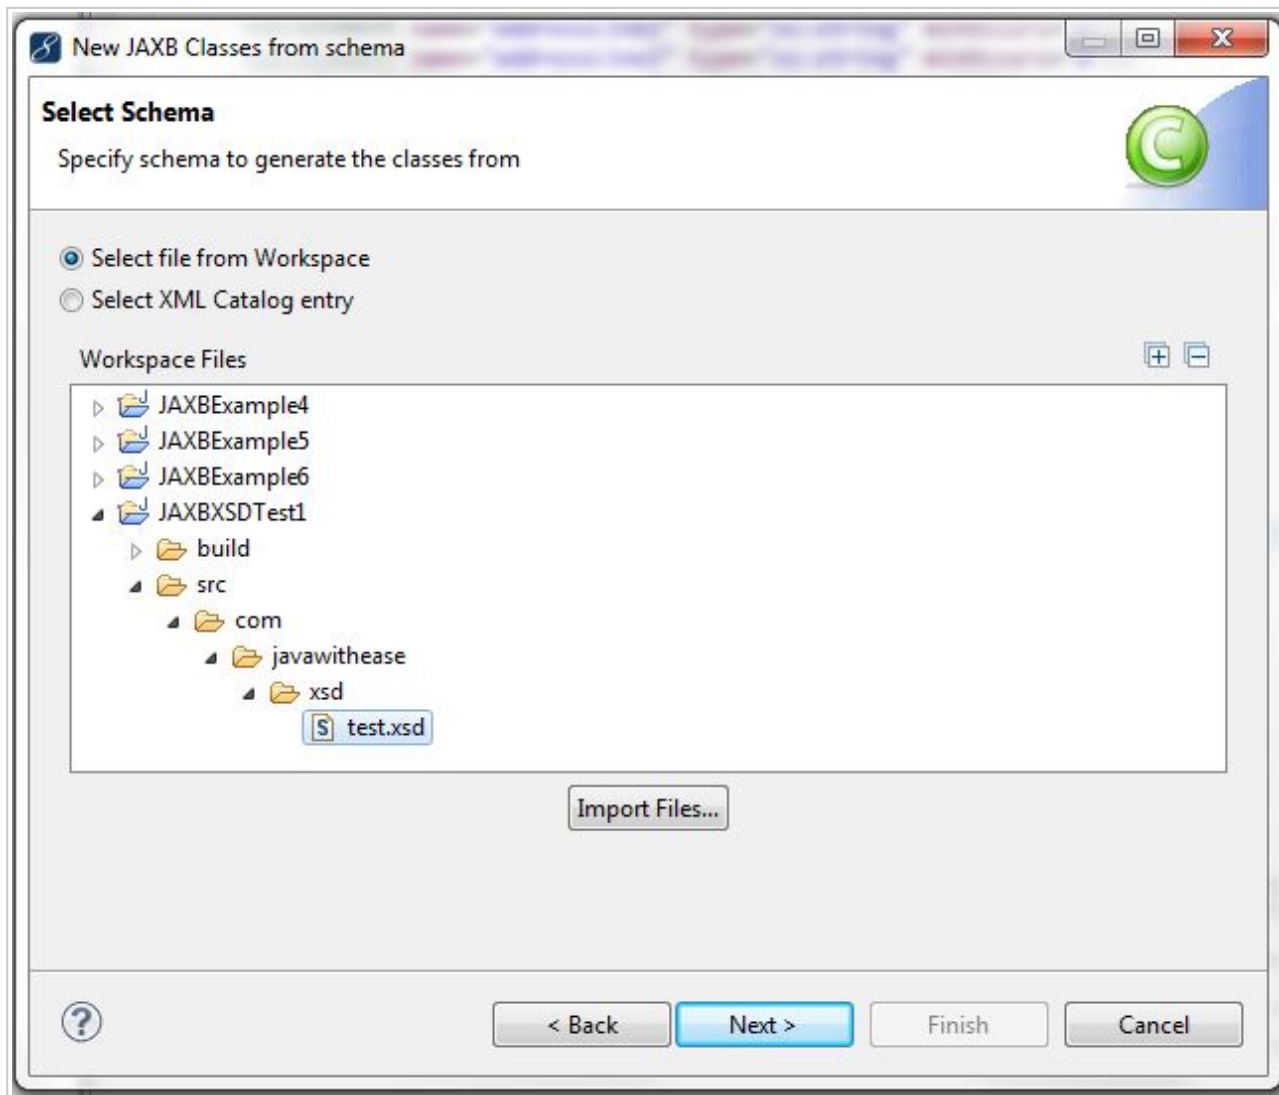 New JAXB Classes from schema
Select Schema
Specify schema to generate the classes from
Select file from Workspace
Select XML Catalog entry
Workspace Files
JAXBExample4
JAXBExample5
JAXBExample6
JAXBXSDTest1
build
src
com
javawithease
xsd
test.xsd
Import Files...
< Back Next > Finish Cancel